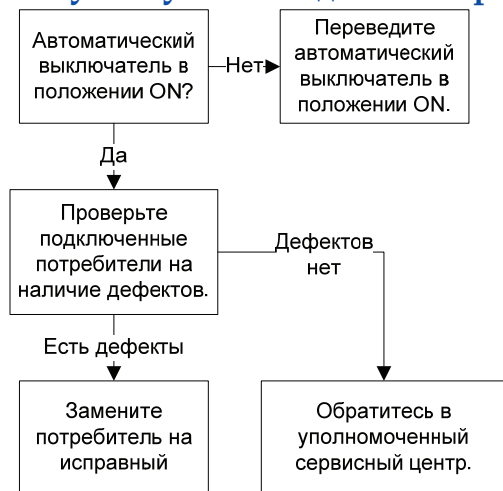 Автоматический
выключатель в
положении ON?
Нет
Переведите
автоматический
выключатель в
положении ON.
Да
Проверьте
подключенные
потребители на
наличие дефектов.
Дефектов
нет
Есть дефекты
Замените
потребитель на
исправный
Обратитесь в
уполномоченный
сервисный центр.